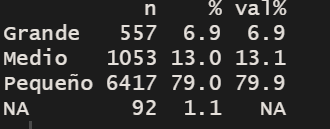 n % val%
Grande 557 6.9 6.9
Medio 1053 13.0 13.1
Pequeño 6417 79.0 79.9
NA 92 1.1 NA